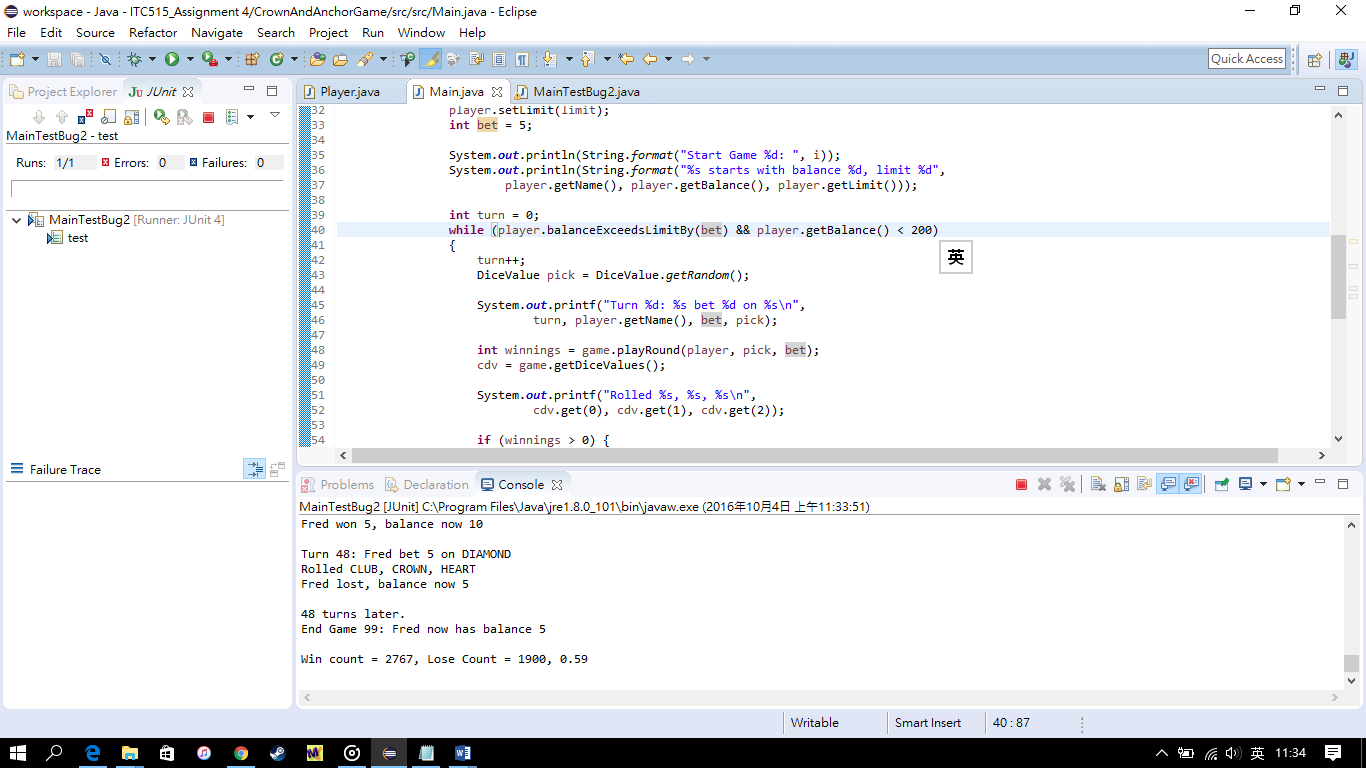 workspace - Java - ITC515_Assignment 4/CrownAndAnchorGame/src/src/Main.java - Eclipse
File Edit Source Refactor Navigate Search Project Run Window Help
Quick Access
Project Explorer JUnit
MainTestBug2 - test
Runs: 1/1 Errors: 0 Failures: 0
MainTestBug2 [Runner: JUnit 4]
test
Failure Trace
Player.java Main.java MainTestBug2.java
32 player.setLimit(limit);
33 int bet = 5;
34
35 System.out.println(String.format("Start Game %d: ", i));
36 System.out.println(String.format("%s starts with balance %d, limit %d",
37 player.getName(), player.getBalance(), player.getLimit()));
38
39 int turn = 0;
40 while (player.balanceExceedsLimitBy(bet) && player.getBalance() < 200)
41 {
42 turn++;
43 DiceValue pick = DiceValue.getRandom();
44
45 System.out.printf("Turn %d: %s bet %d on %s\n",
46 turn, player.getName(), bet, pick);
47
48 int winnings = game.playRound(player, pick, bet);
49 cdv = game.getDiceValues();
50
51 System.out.printf("Rolled %s, %s, %s\n",
52 cdv.get(0), cdv.get(1), cdv.get(2));
53
54 if (winnings > 0) {
英
Problems Declaration Console
MainTestBug2 [JUnit] C:\Program Files\Java\jre1.8.0_101\bin\javaw.exe (2016年10月4日 上午11:33:51)
Fred won 5, balance now 10
Turn 48: Fred bet 5 on DIAMOND
Rolled CLUB, CROWN, HEART
Fred lost, balance now 5
48 turns later.
End Game 99: Fred now has balance 5
Win count = 2767, Lose Count = 1900, 0.59
Writable Smart Insert 40 : 87
英 11:34